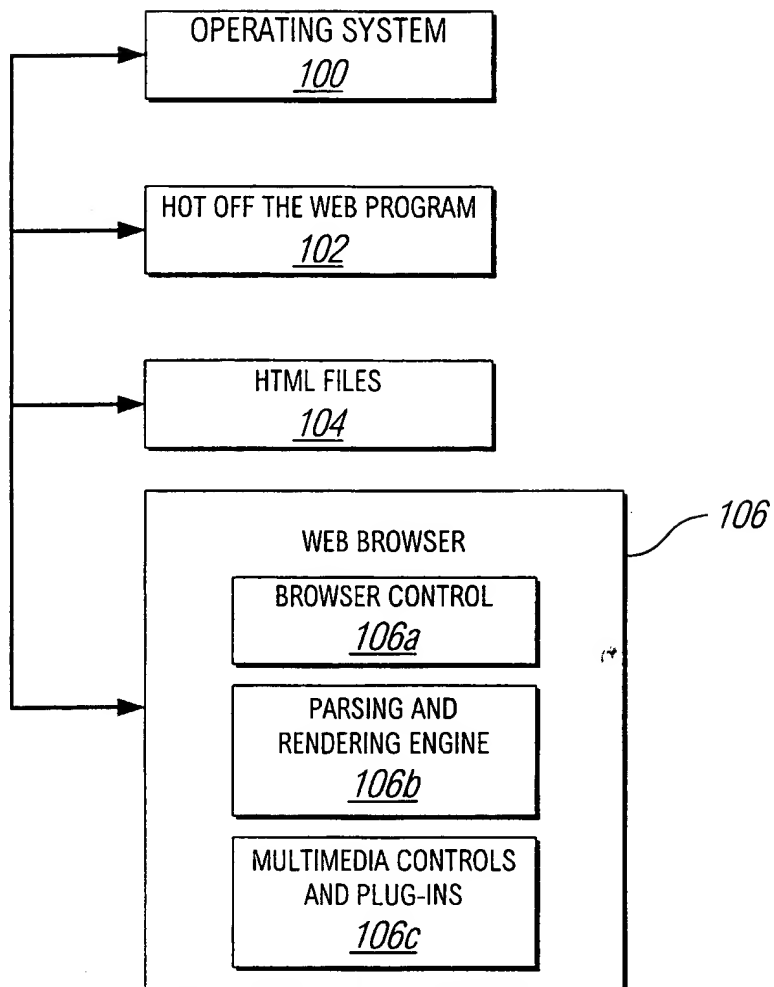 OPERATING SYSTEM
100
HOT OFF THE WEB PROGRAM
102
HTML FILES
104
106
WEB BROWSER
BROWSER CONTROL
106a
PARSING AND
RENDERING ENGINE
106b
MULTIMEDIA CONTROLS
AND PLUG-INS
106c